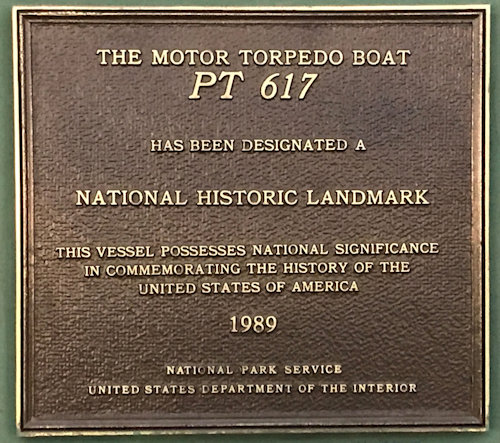 THE MOTOR TORPEDO BOAT
PT 617
HAS BEEN DESIGNATED A
NATIONAL HISTORIC LANDMARK
THIS VESSEL POSSESSES NATIONAL SIGNIFICANCE
IN COMMEMORATING THE HISTORY OF THE
UNITED STATES OF AMERICA
1989
NATIONAL PARK SERVICE
UNITED STATES DEPARTMENT OF THE INTERIOR